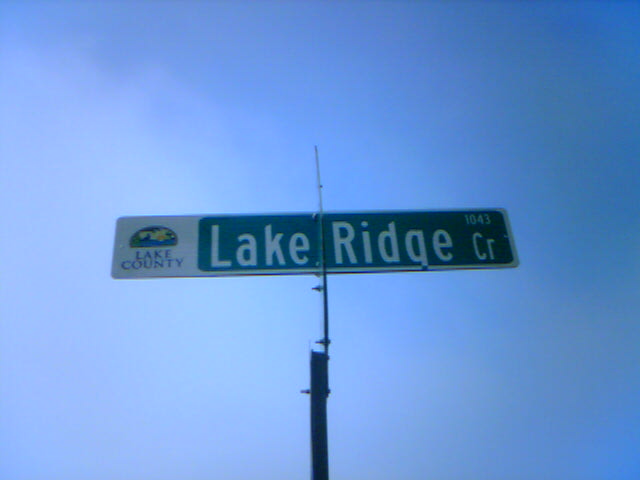 LAKE
COUNTY
Lake Ridge Cr
1043